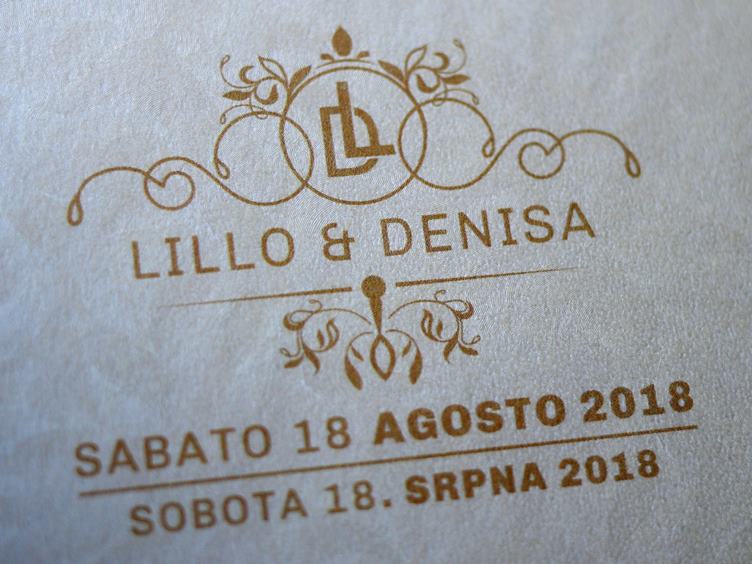 LILLO & DENISA
SABATO 18 AGOSTO 2018
SOBOTA 18. SRPNA 2018